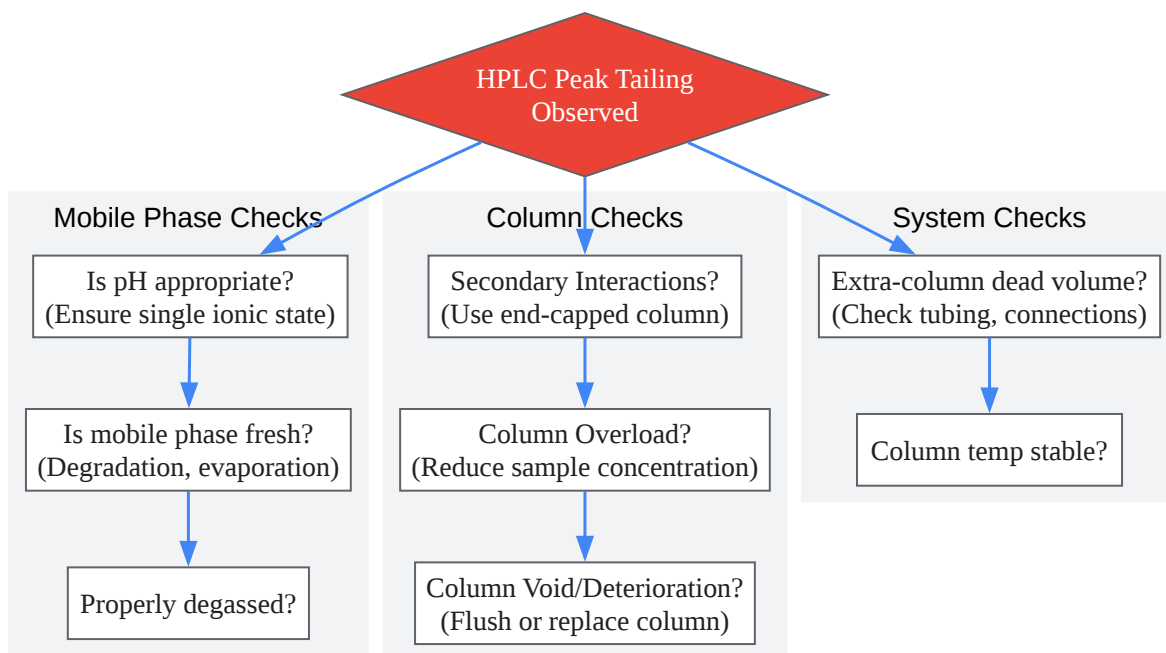 HPLC Peak Tailing
Observed
Mobile Phase Checks
Is pH appropriate?
(Ensure single ionic state)
Is mobile phase fresh?
(Degradation, evaporation)
Properly degassed?
Column Checks
Secondary Interactions?
(Use end-capped column)
Column Overload?
(Reduce sample concentration)
Column Void/Deterioration?
(Flush or replace column)
System Checks
Extra-column dead volume?
(Check tubing, connections)
Column temp stable?